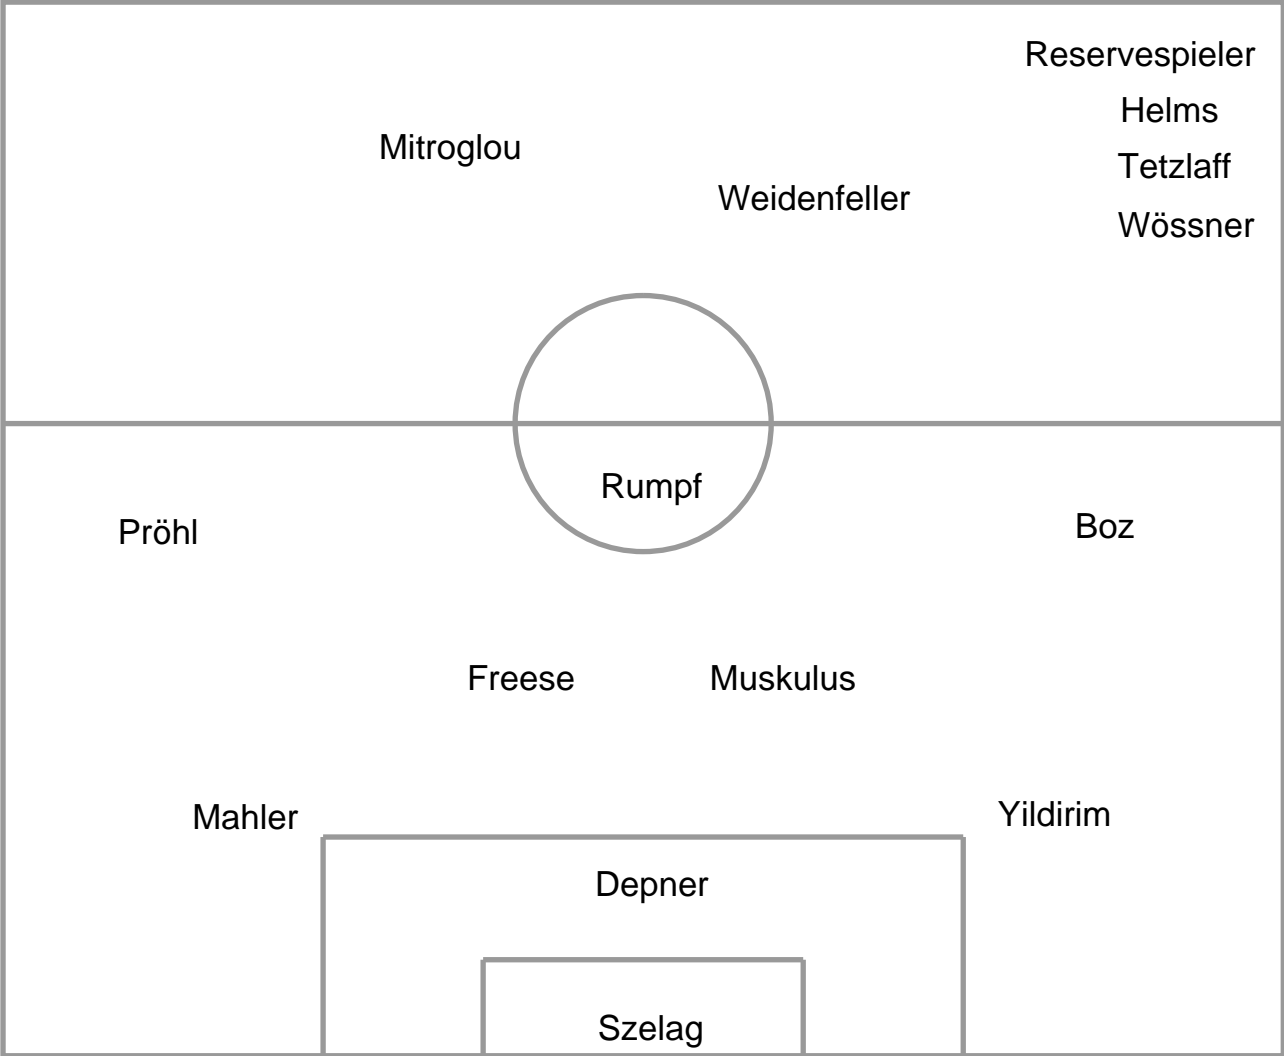 Reservespieler
Helms
Mitroglou
Tetzlaff
Weidenfeller
Wössner
Rumpf
Pröhl
Boz
Freese
Muskulus
Mahler
Yildirim
Depner
Szelag